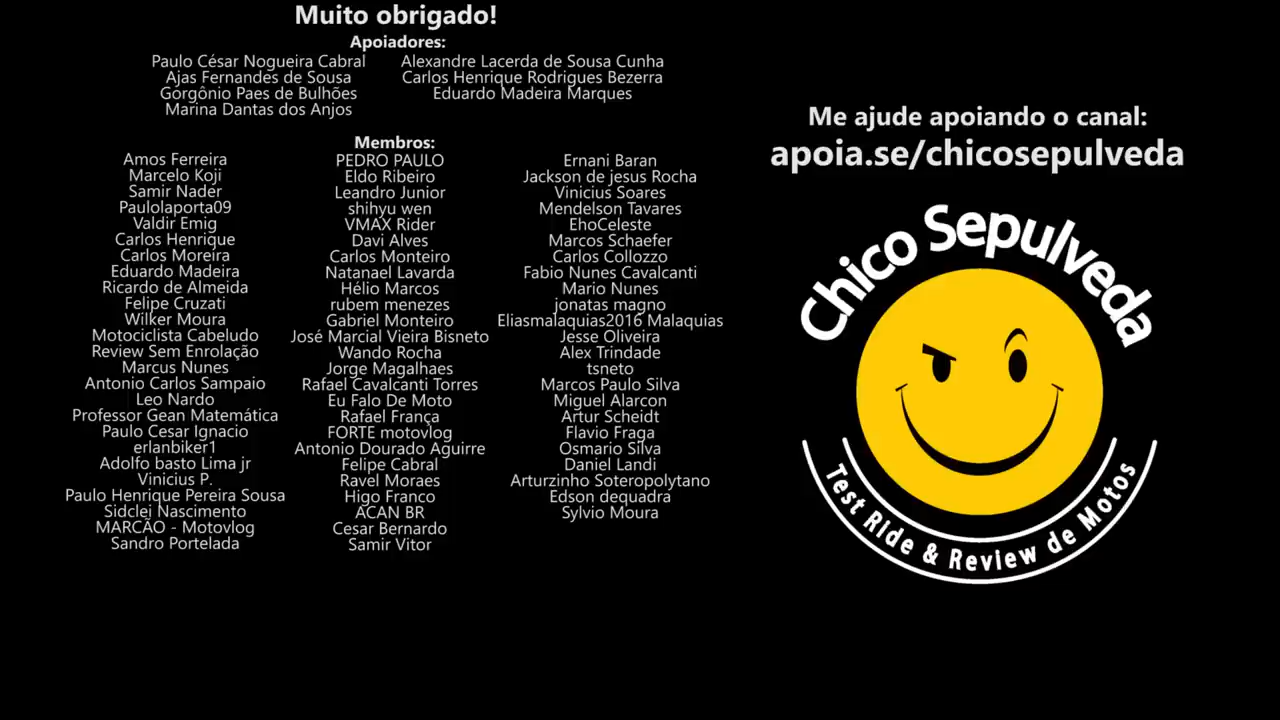 Muito obrigado!
Apoiadores:
Paulo César Nogueira Cabral
Ajas Fernandes de Sousa
Gorgônio Paes de Bulhões
Marina Dantas dos Anjos
Alexandre Lacerda de Sousa Cunha
Carlos Henrique Rodrigues Bezerra
Eduardo Madeira Marques
Membros:
Amos Ferreira
Marcelo Koji
Samir Nader
Paulolaporta09
Valdir Emig
Carlos Henrique
Carlos Moreira
Eduardo Madeira
Ricardo de Almeida
Felipe Cruzati
Wilker Moura
Motociclista Cabeludo
Review Sem Enrolação
Marcus Nunes
Antonio Carlos Sampaio
Leo Nardo
Professor Gean Matemática
Paulo Cesar Ignacio
erlanbiker1
Adolfo basto Lima jr
Vinicius P.
Paulo Henrique Pereira Sousa
Sidclei Nascimento
MARCÃO - Motovlog
Sandro Portelada
PEDRO PAULO
Eldo Ribeiro
Leandro Junior
shihyu wen
VMAX Rider
Davi Alves
Carlos Monteiro
Natanael Lavarda
Hélio Marcos
rubem menezes
Gabriel Monteiro
José Marcial Vieira Bisneto
Wando Rocha
Jorge Magalhaes
Rafael Cavalcanti Torres
Eu Falo De Moto
Rafael França
FORTE motovlog
Antonio Dourado Aguirre
Felipe Cabral
Ravel Moraes
Higo Franco
ACAN BR
Cesar Bernardo
Samir Vitor
Ernani Baran
Jackson de jesus Rocha
Vinicius Soares
Mendelson Tavares
EhoCeleste
Marcos Schaefer
Carlos Collozzo
Fabio Nunes Cavalcanti
Mario Nunes
jonatas magno
Eliasmalaquias2016 Malaquias
Jesse Oliveira
Alex Trindade
tsneto
Marcos Paulo Silva
Miguel Alarcon
Artur Scheidt
Flavio Fraga
Osmario Silva
Daniel Landi
Arturzinho Soteropolytano
Edson dequadra
Sylvio Moura
Me ajude apoiando o canal:
apoia.se/chicosepulveda
Chico Sepulveda
Test Ride & Review de Motos